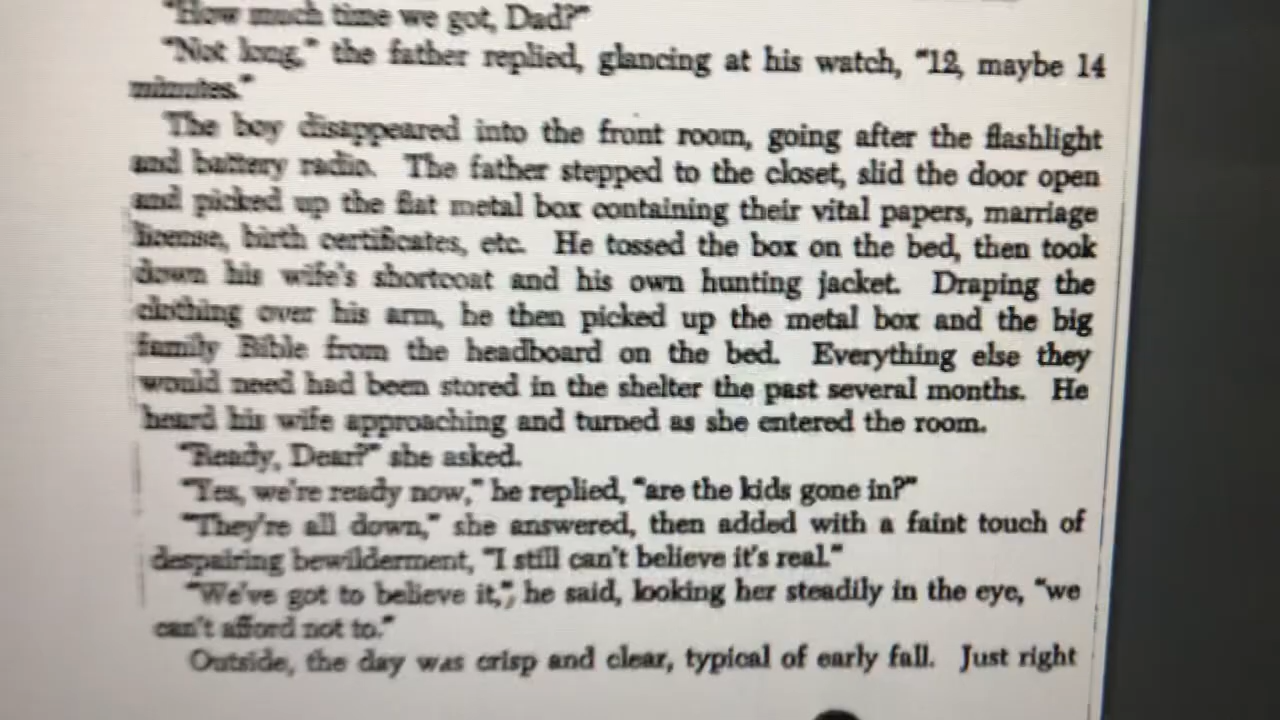 "How much time we got, Dad?"
"Not long," the father replied, glancing at his watch, "12, maybe 14
minutes."
The boy disappeared into the front room, going after the flashlight
and battery radio. The father stepped to the closet, slid the door open
and picked up the flat metal box containing their vital papers, marriage
license, birth certificates, etc. He tossed the box on the bed, then took
down his wife's shortcoat and his own hunting jacket. Draping the
clothing over his arm, he then picked up the metal box and the big
family Bible from the headboard on the bed. Everything else they
would need had been stored in the shelter the past several months. He
heard his wife approaching and turned as she entered the room.
"Ready, Dear?" she asked.
"Yes, we're ready now," he replied, "are the kids gone in?"
"They're all down," she answered, then added with a faint touch of
despairing bewilderment, "I still can't believe it's real."
"We've got to believe it,", he said, looking her steadily in the eye, "we
can't afford not to."
Outside, the day was crisp and clear, typical of early fall. Just right